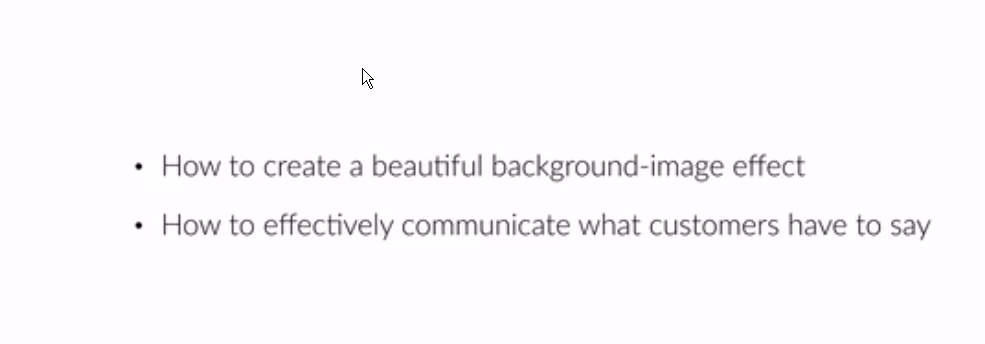 • How to create a beautiful background-image effect
• How to effectively communicate what customers have to say